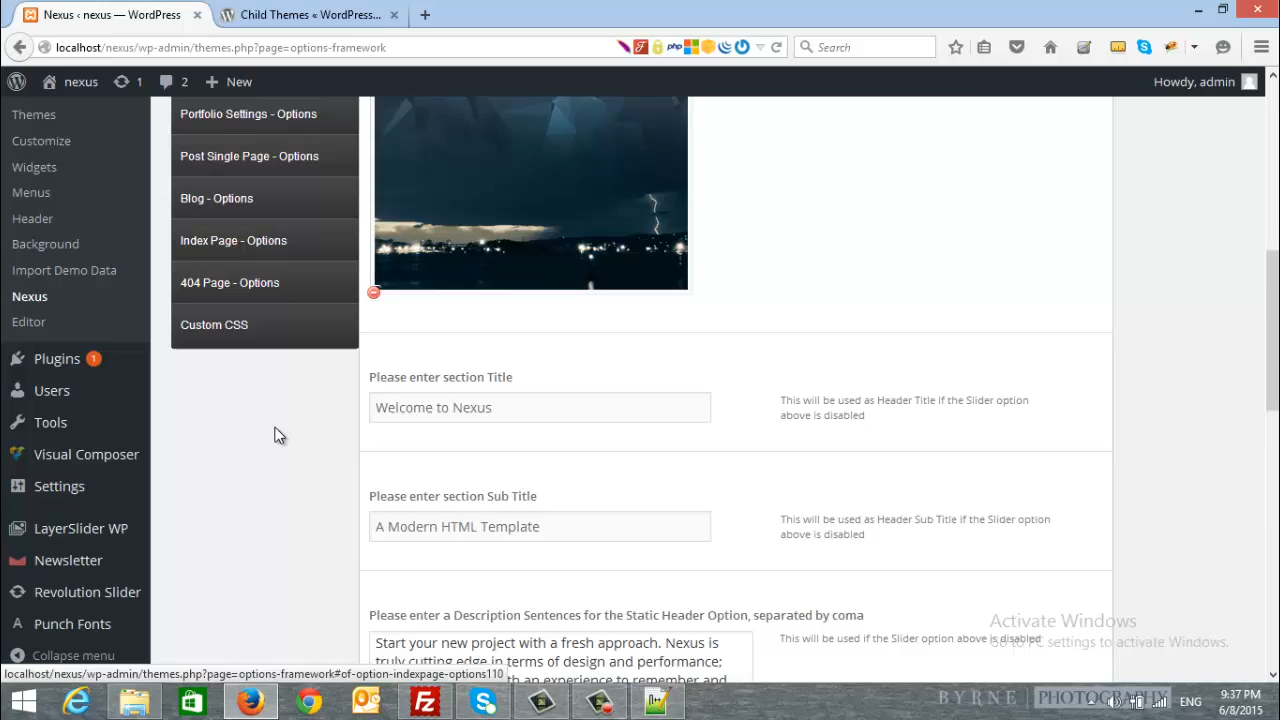 Nexus ‹ nexus — WordPress
Child Themes « WordPress...
localhost/nexus/wp-admin/themes.php?page=options-framework
php
Search
nexus
1
2
New
Howdy, admin
Themes
Customize
Widgets
Menus
Header
Background
Import Demo Data
Nexus
Editor
Plugins 1
Users
Tools
Visual Composer
Settings
LayerSlider WP
Newsletter
Revolution Slider
Punch Fonts
Collapse menu
Portfolio Settings - Options
Post Single Page - Options
Blog - Options
Index Page - Options
404 Page - Options
Custom CSS
Please enter section Title
Welcome to Nexus
This will be used as Header Title if the Slider option
above is disabled
Please enter section Sub Title
A Modern HTML Template
This will be used as Header Sub Title if the Slider option
above is disabled
Please enter a Description Sentences for the Static Header Option, separated by coma
Start your new project with a fresh approach. Nexus is
truly cutting edge in terms of design and performance;
with an experience to remember and
This will be used if the Slider option above is disabled
Activate Windows
Go to PC settings to activate Windows.
localhost/nexus/wp-admin/themes.php?page=options-framework#of-option-indexpage-options110
BYRNE PHOTOGRAPHY
ENG
9:37 PM
6/8/2015